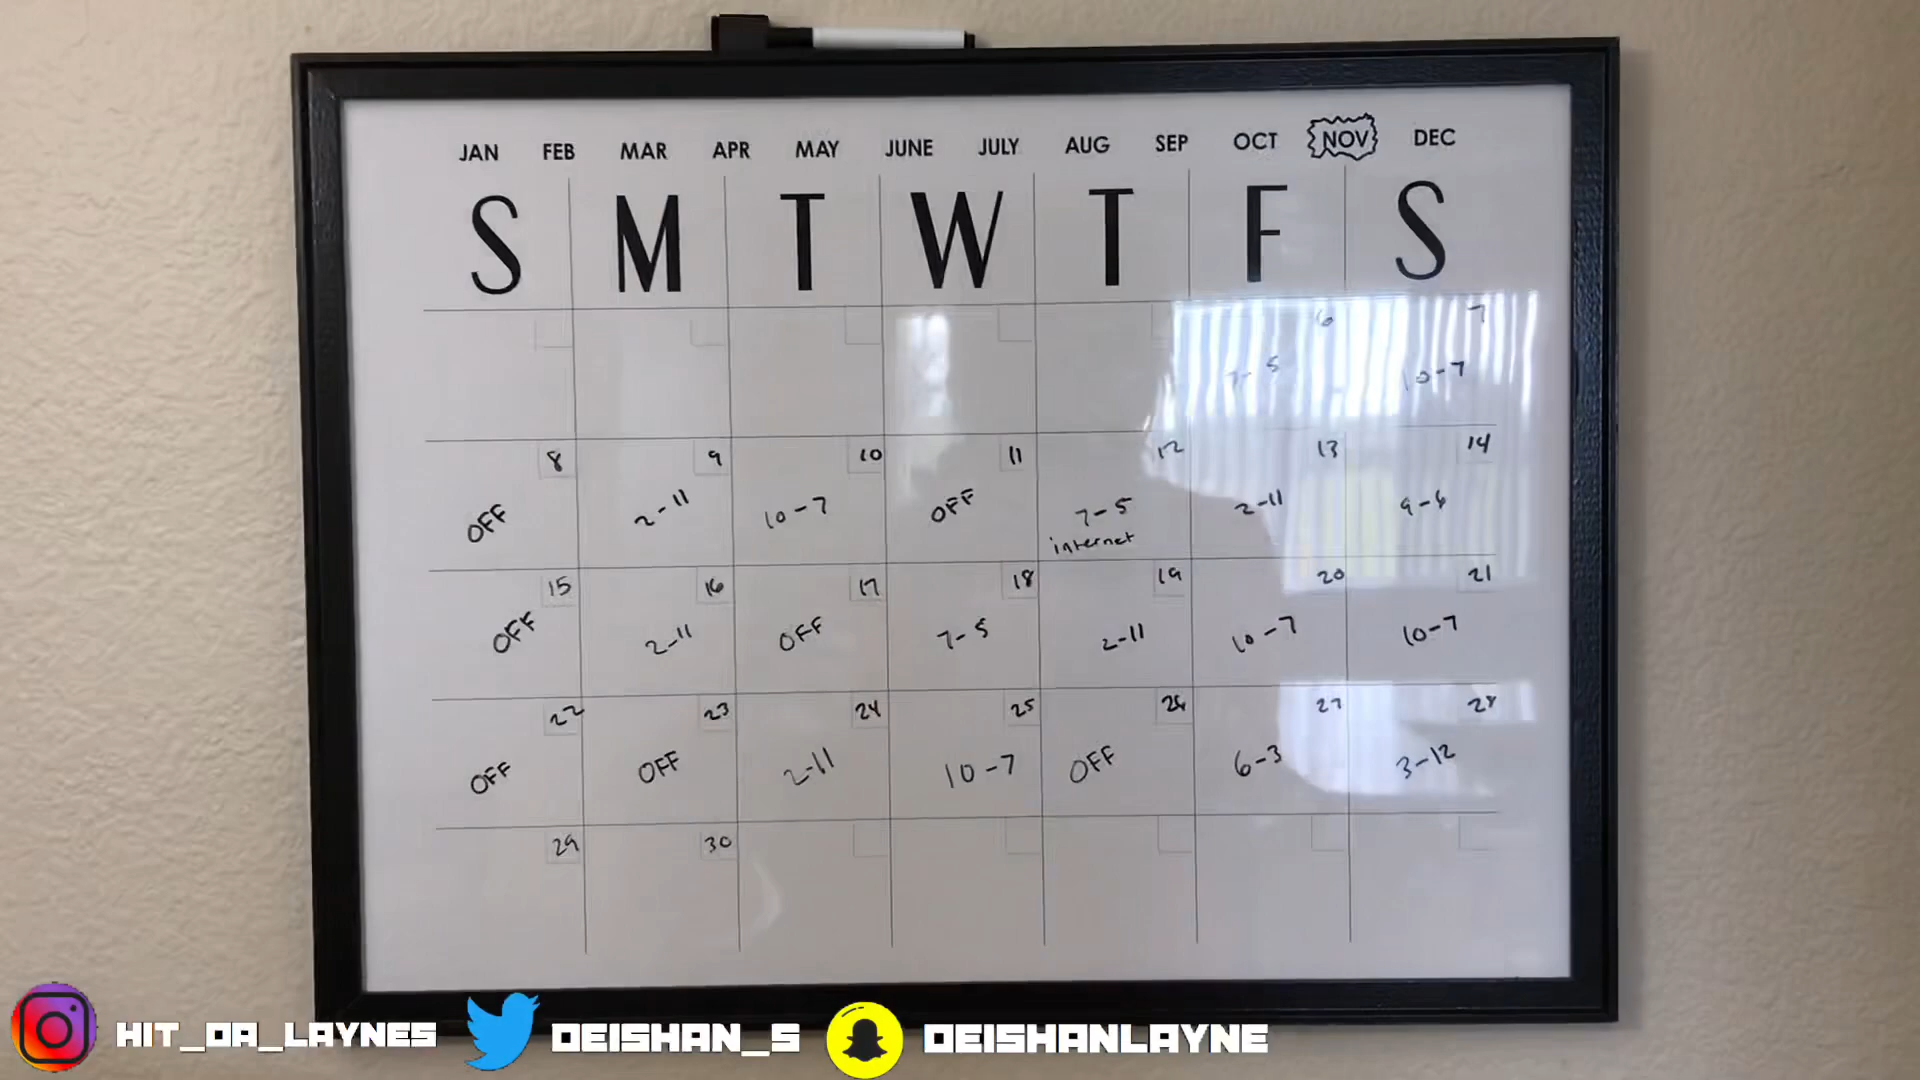 JAN FEB MAR APR MAY JUNE JULY AUG SEP OCT NOV DEC
S M T W T F S
6 7
7-5 10-7
8 9 10 11 12 13 14
OFF 2-11 10-7 OFF 7-5 2-11 9-6
internet
15 16 17 18 19 20 21
OFF 2-11 OFF 7-5 2-11 10-7 10-7
22 23 24 25 26 27 28
OFF OFF 2-11 10-7 OFF 6-3 3-12
29 30
HIT_DA_LAYNES DEISHAN_S DEISHANLAYNE